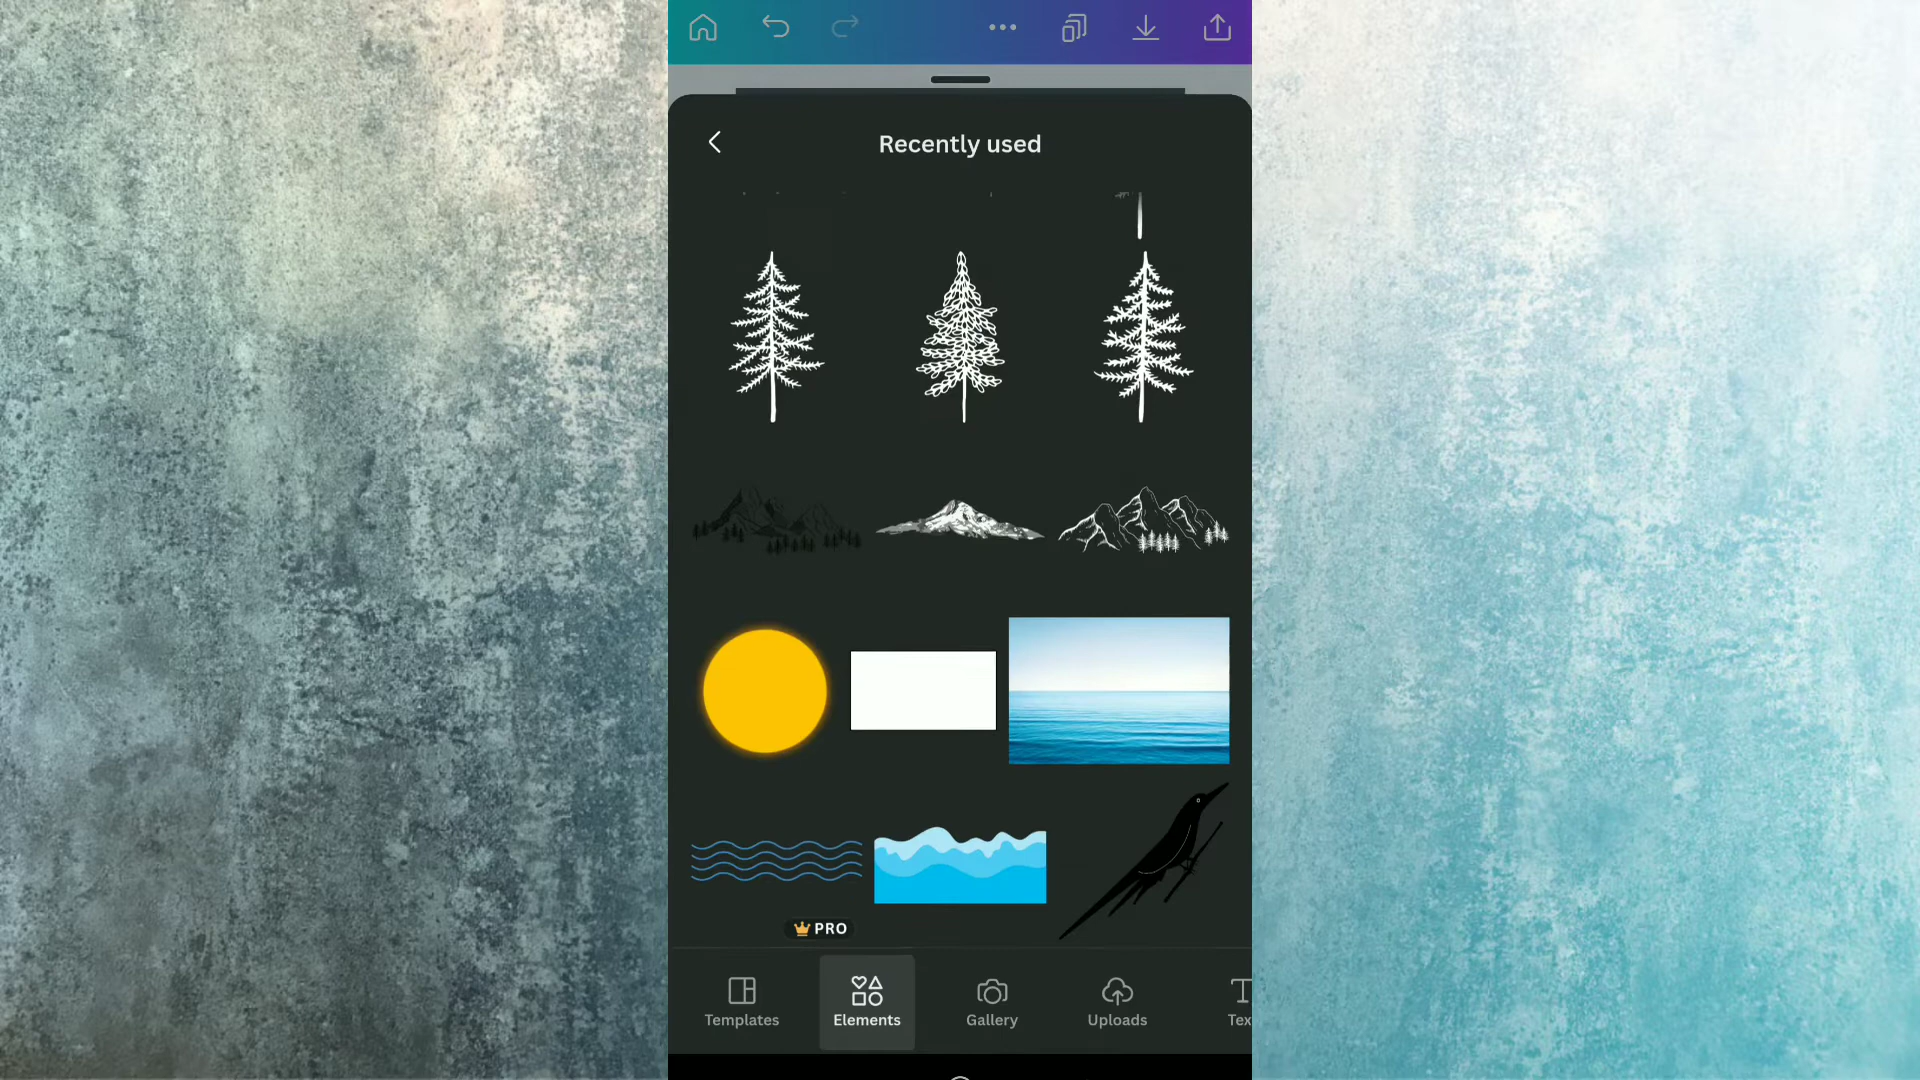 Recently used
PRO
Templates
Elements
Gallery
Uploads
Tex